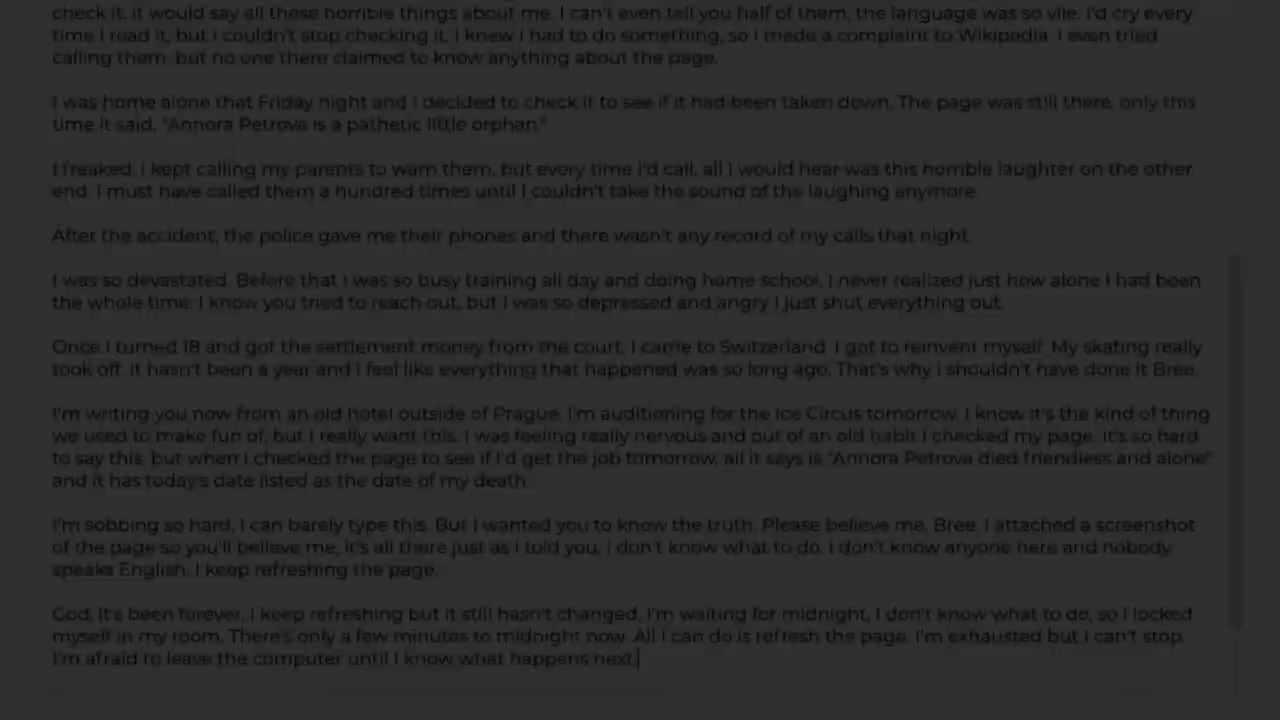 check it, it would say all these horrible things about me. I can't even tell you half of them, the language was so vile. I'd cry every
time I read it, but I couldn't stop checking it. I knew I had to do something, so I made a complaint to Wikipedia. I even tried
calling them, but no one there claimed to know anything about the page.
I was home alone that Friday night and I decided to check it to see if it had been taken down. The page was still there, only this
time it said, "Annora Petrova is a pathetic little orphan."
I freaked. I kept calling my parents to warn them, but every time I'd call, all I would hear was this horrible laughter on the other
end. I must have called them a hundred times until I couldn't take the sound of the laughing anymore.
After the accident, the police gave me their phones and there wasn't any record of my calls that night.
I was so devastated. Before that I was so busy training all day and doing home school, I never realized just how alone I had been
the whole time. I know you tried to reach out, but I was so depressed and angry I just shut everything out.
Once I turned 18 and got the settlement money from the court, I came to Switzerland. I got to reinvent myself. My skating really
took off. It hasn't been a year and I feel like everything that happened was so long ago. That's why I shouldn't have done it Bree.
I'm writing you now from an old hotel outside of Prague. I'm auditioning for the Ice Circus tomorrow. I know it's the kind of thing
we used to make fun of, but I really want this. I was feeling really nervous and out of an old habit I checked my page. It's so hard
to say this, but when I checked the page to see if I'd get the job tomorrow, all it says is "Annora Petrova died friendless and alone"
and it has today's date listed as the date of my death.
I'm sobbing so hard, I can barely type this. But I wanted you to know the truth. Please believe me, Bree. I attached a screenshot
of the page so you'll believe me, it's all there just as I told you. I don't know what to do. I don't know anyone here and nobody
speaks English. I keep refreshing the page.
God, It's been forever, I keep refreshing but it still hasn't changed. I'm waiting for midnight, I don't know what to do, so I locked
myself in my room. There's only a few minutes to midnight now. All I can do is refresh the page. I'm exhausted but I can't stop.
I'm afraid to leave the computer until I know what happens next.